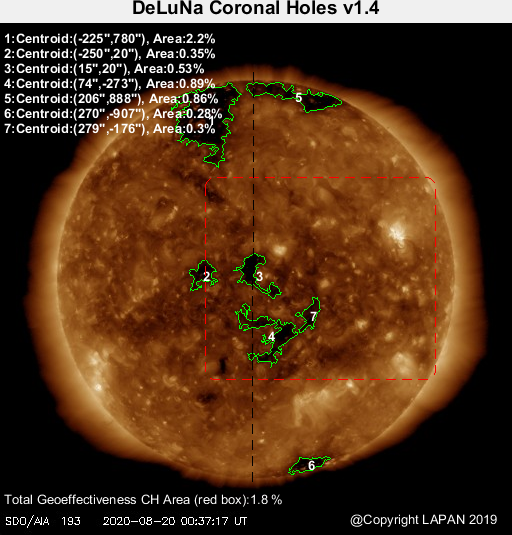 DeLuNa Coronal Holes v1.4
1:Centroid:(-225",780"), Area:2.2%
2:Centroid:(-250",20"), Area:0.35%
3:Centroid:(15",20"), Area:0.53%
4:Centroid:(74",-273"), Area:0.89%
5:Centroid:(206",888"), Area:0.86%
6:Centroid:(270",-907"), Area:0.28%
7:Centroid:(279",-176"), Area:0.3%
1
5
2
3
7
4
6
Total Geoeffectiveness CH Area (red box):1.8 %
SDO/AIA 193 2020-08-20 00:37:17 UT
@Copyright LAPAN 2019